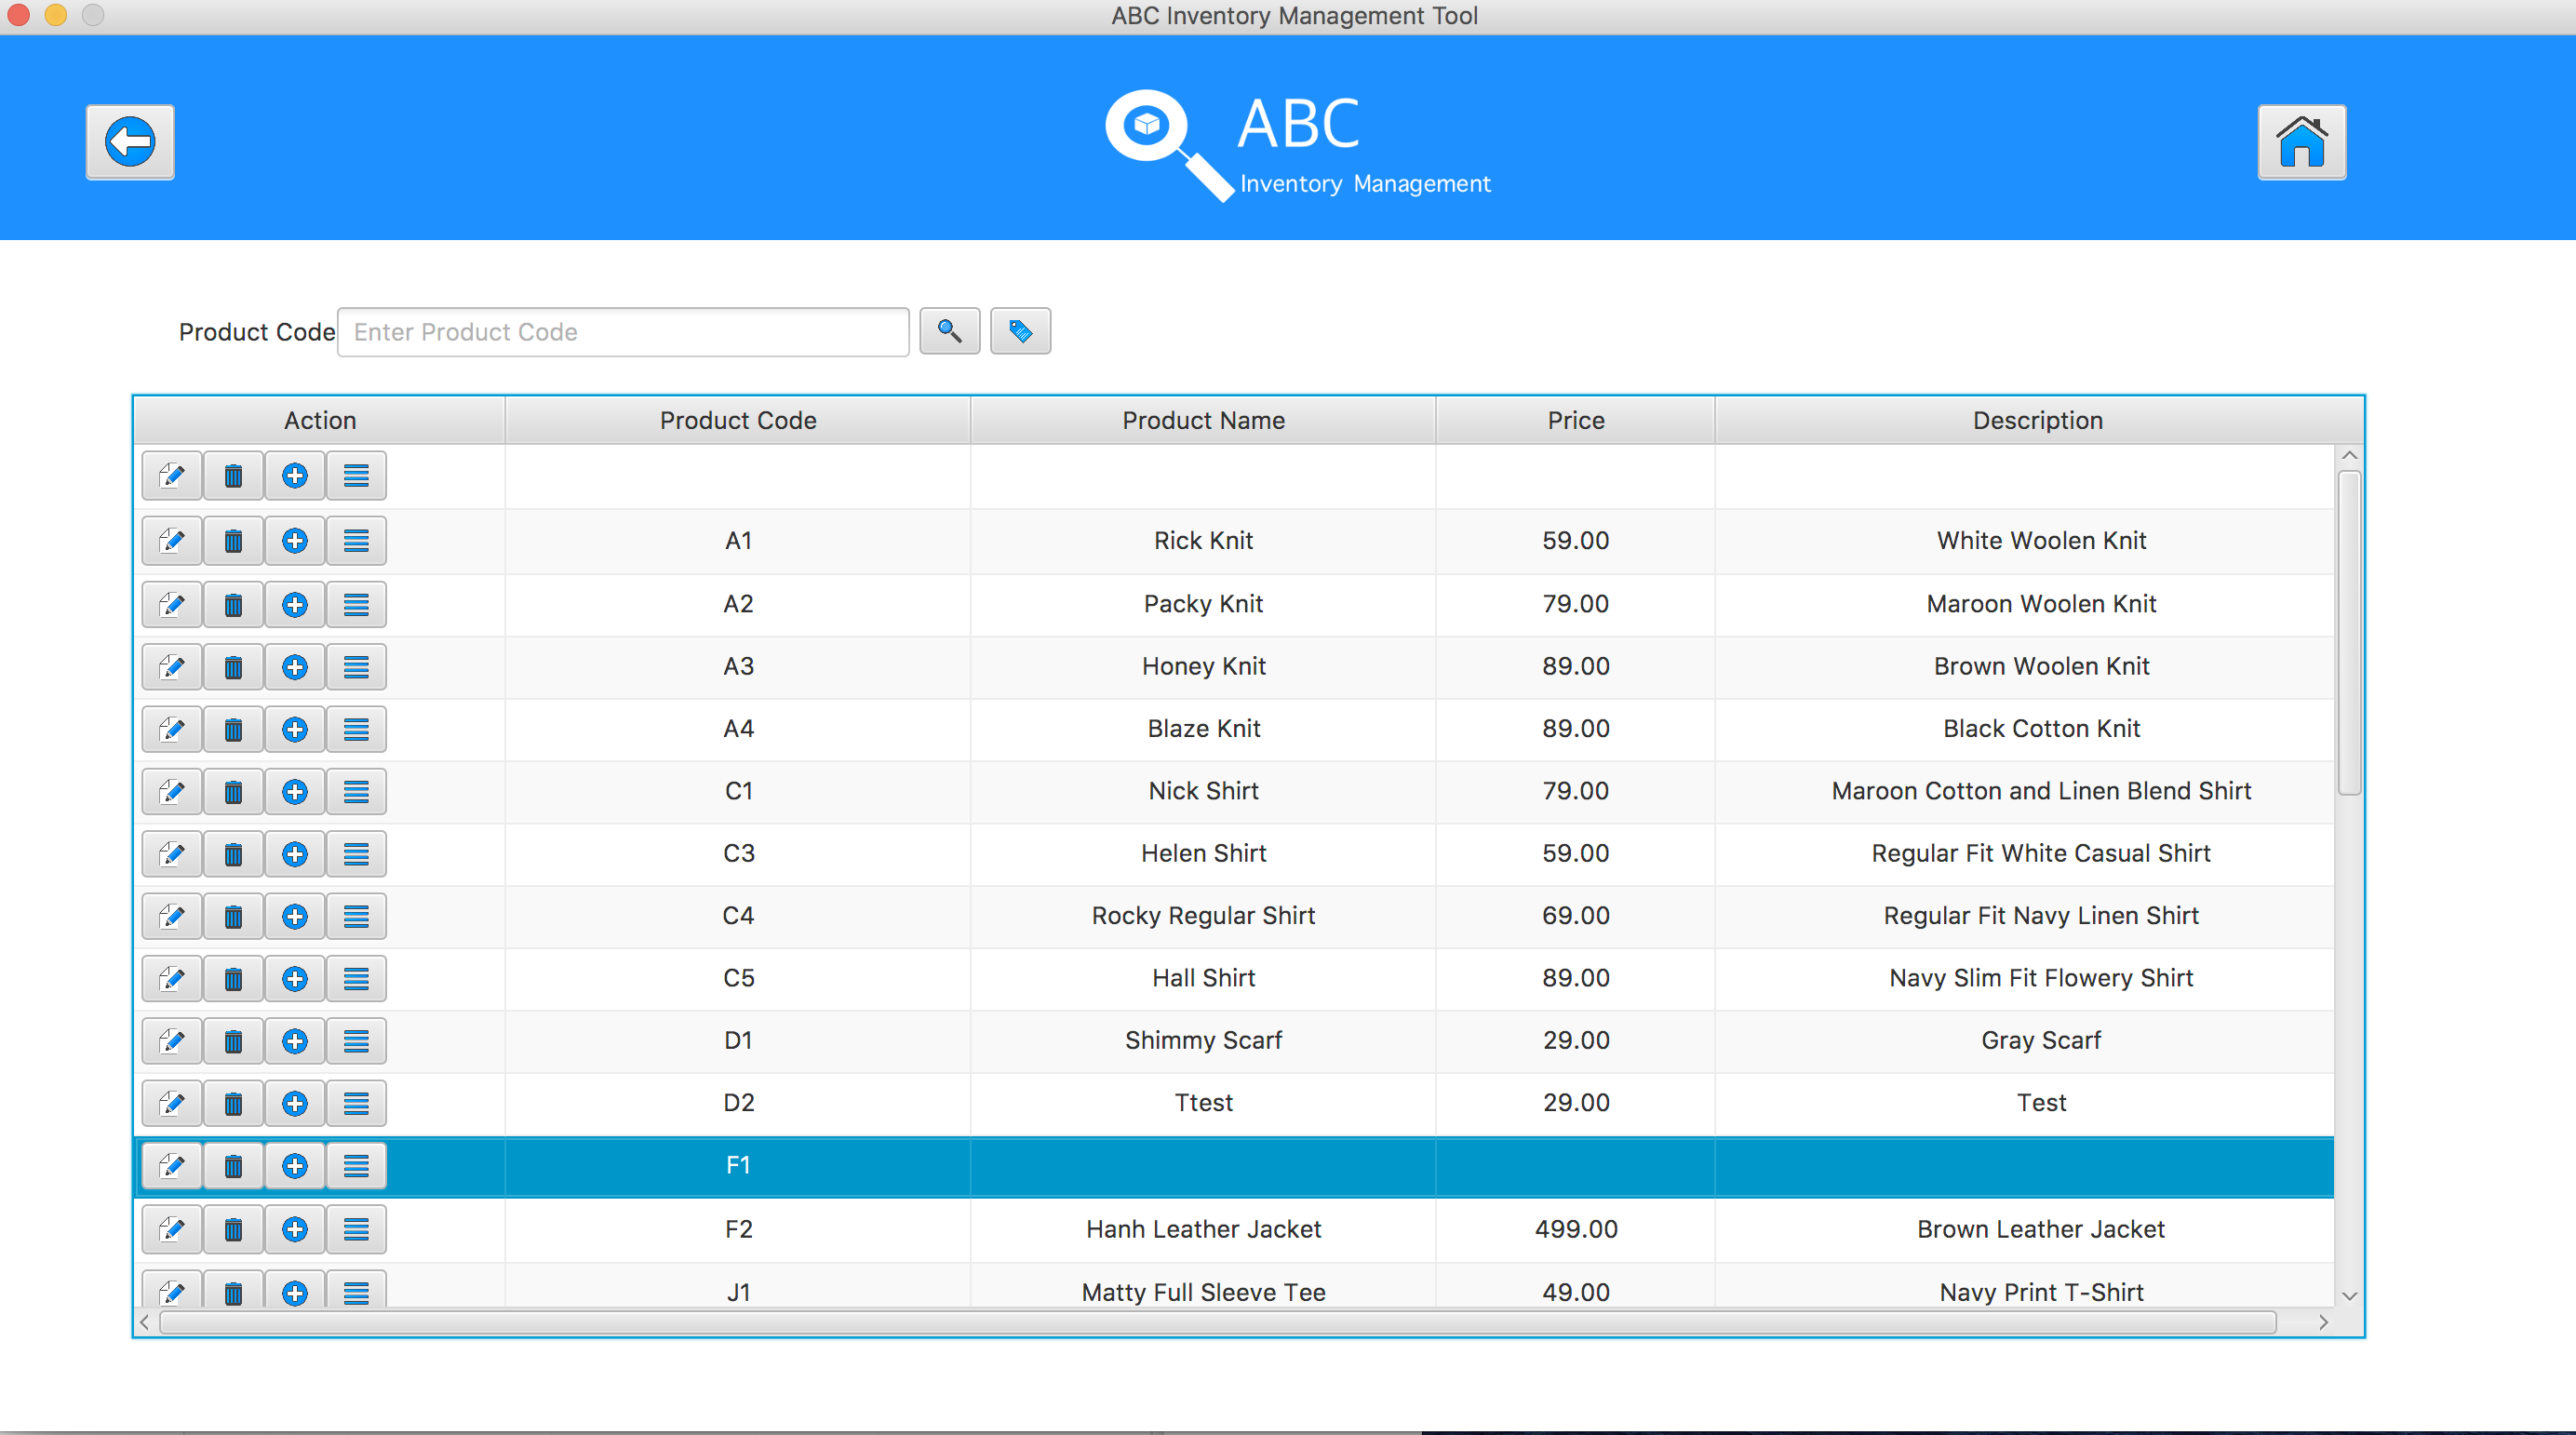 ABC Inventory Management Tool
ABC
Inventory Management
Product Code Enter Product Code
Action Product Code Product Name Price Description
A1 Rick Knit 59.00 White Woolen Knit
A2 Packy Knit 79.00 Maroon Woolen Knit
A3 Honey Knit 89.00 Brown Woolen Knit
A4 Blaze Knit 89.00 Black Cotton Knit
C1 Nick Shirt 79.00 Maroon Cotton and Linen Blend Shirt
C3 Helen Shirt 59.00 Regular Fit White Casual Shirt
C4 Rocky Regular Shirt 69.00 Regular Fit Navy Linen Shirt
C5 Hall Shirt 89.00 Navy Slim Fit Flowery Shirt
D1 Shimmy Scarf 29.00 Gray Scarf
D2 Ttest 29.00 Test
F1
F2 Hanh Leather Jacket 499.00 Brown Leather Jacket
J1 Matty Full Sleeve Tee 49.00 Navy Print T-Shirt